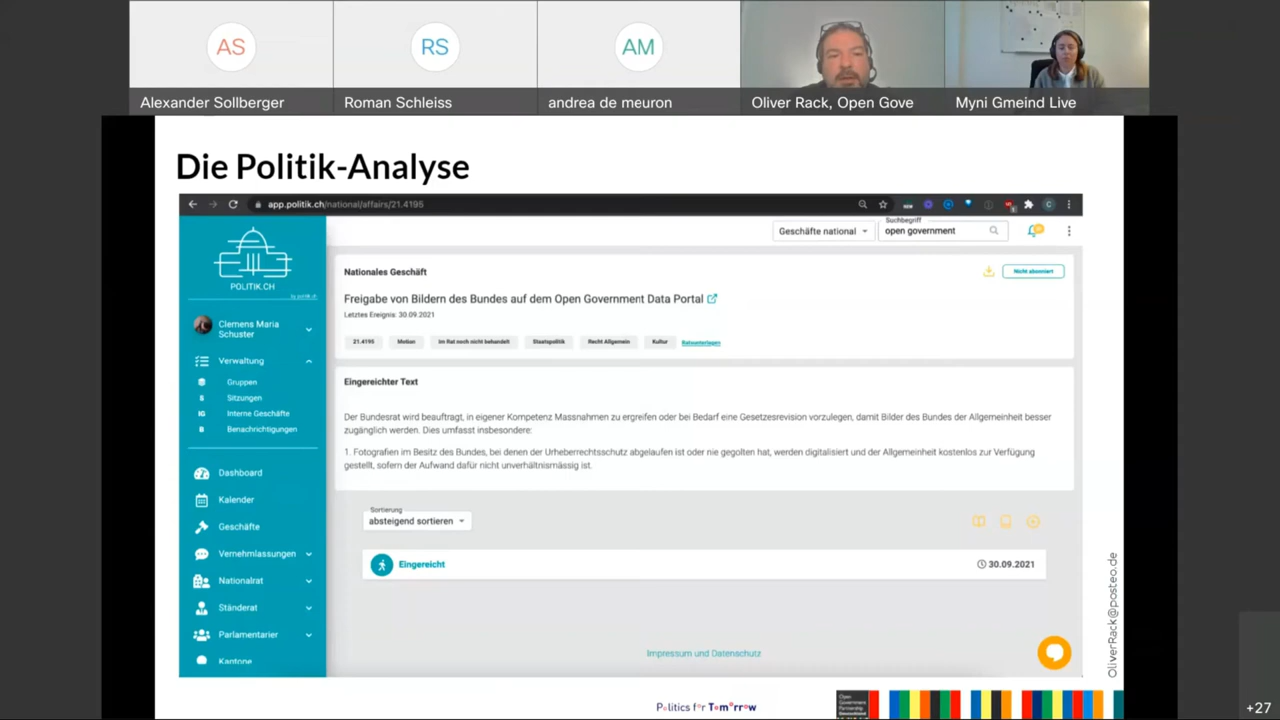 AS
RS
AM
Alexander Sollberger
Roman Schleiss
andrea de meuron
Oliver Rack, Open Gove
Myni Gmeind Live
Die Politik-Analyse
app.politik.ch/national/affairs/21.4195
POLITIK.CH
Geschäfte national
Suchbegriff
open government
Clemens Maria
Schuster
Verwaltung
Gruppen
S Sitzungen
IG Interne Geschäfte
B Benachrichtigungen
Dashboard
Kalender
Geschäfte
Vernehmlassungen
Nationalrat
Ständerat
Parlamentarier
Kantone
Nationales Geschäft
Nicht abonniert
Freigabe von Bildern des Bundes auf dem Open Government Data Portal
Letztes Ereignis: 30.09.2021
21.4195 Motion Im Rat noch nicht behandelt Staatspolitik Recht Allgemein Kultur Ratsunterlagen
Eingereichter Text
Der Bundesrat wird beauftragt, in eigener Kompetenz Massnahmen zu ergreifen oder bei Bedarf eine Gesetzesrevision vorzulegen, damit Bilder des Bundes der Allgemeinheit besser
zugänglich werden. Dies umfasst insbesondere:
1. Fotografien im Besitz des Bundes, bei denen der Urheberrechtsschutz abgelaufen ist oder nie gegolten hat, werden digitalisiert und der Allgemeinheit kostenlos zur Verfügung
gestellt, sofern der Aufwand dafür nicht unverhältnismässig ist.
Sortierung
absteigend sortieren
Eingereicht
30.09.2021
Impressum und Datenschutz
OliverRack@posteo.de
Politics for Tomorrow
Open
Government
Partnership
Deutschland
+27